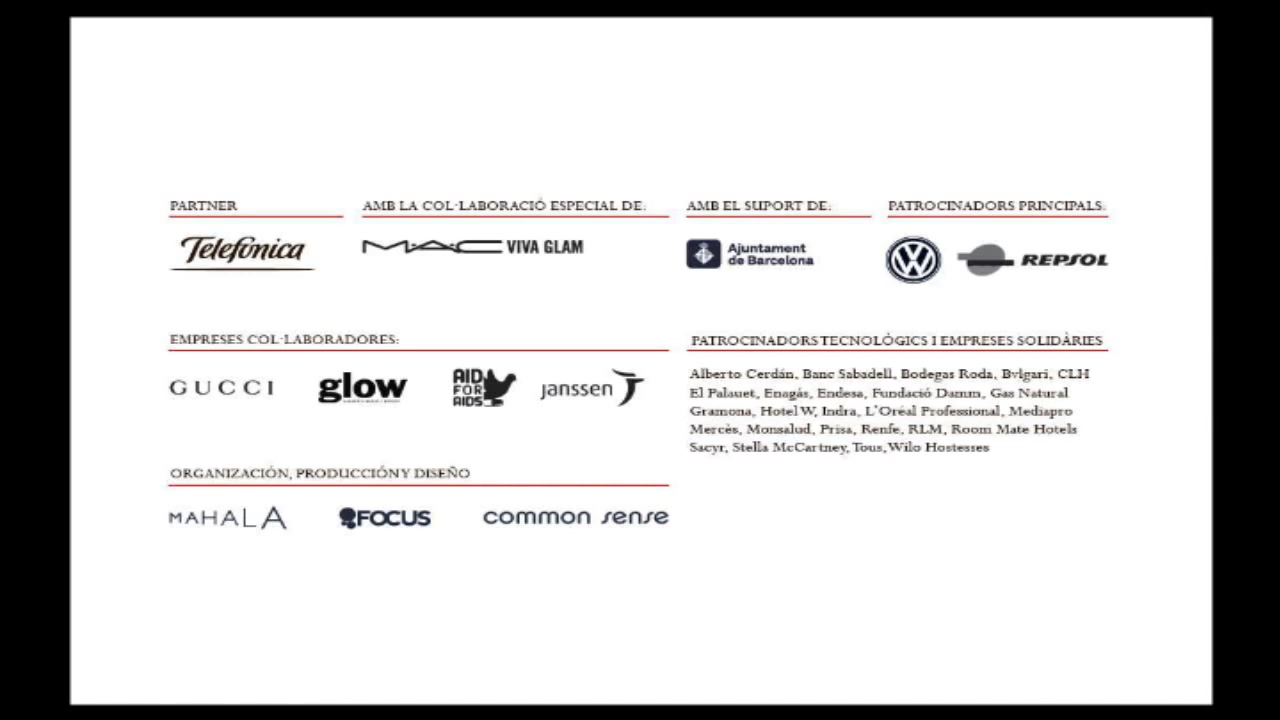 PARTNER
Telefónica
AMB LA COL·LABORACIÓ ESPECIAL DE:
M·A·C VIVA GLAM
AMB EL SUPORT DE:
Ajuntament
de Barcelona
PATROCINADORS PRINCIPALS:
REPSOL
EMPRESES COL·LABORADORES:
GUCCI
glow
AID
FOR
AIDS
janssen
PATROCINADORS TECNOLÒGICS I EMPRESES SOLIDÀRIES
Alberto Cerdán, Banc Sabadell, Bodegas Roda, Bvlgari, CLH
El Palauet, Enagás, Endesa, Fundació Damm, Gas Natural
Gramona, Hotel W, Indra, L'Oréal Professional, Mediapro
Mercès, Monsalud, Prisa, Renfe, RLM, Room Mate Hotels
Sacyr, Stella McCartney, Tous, Wilo Hostesses
ORGANIZACIÓN, PRODUCCIÓN Y DISEÑO
MAHALA
FOCUS
common sense